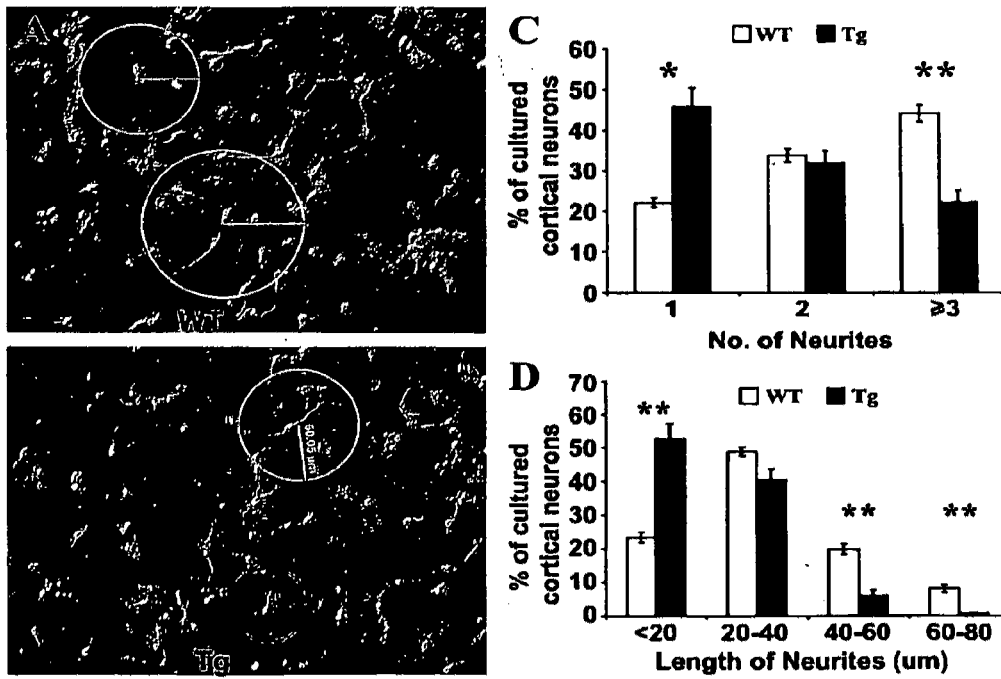 A
WT
60.05 um
Tg
C
WT Tg
% of cultured
cortical neurons
60
50
40
30
20
10
0
*
**
1 2 ⩾3
No. of Neurites
D
WT Tg
% of cultured
cortical neurons
70
60
50
40
30
20
10
0
**
**
**
<20 20-40 40-60 60-80
Length of Neurites (um)